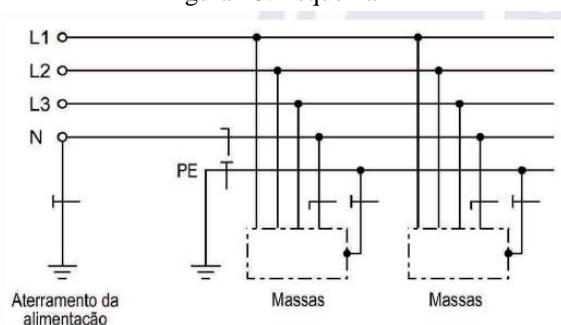 L1
L2
L3
N
PE
Aterramento da
alimentação
Massas
Massas